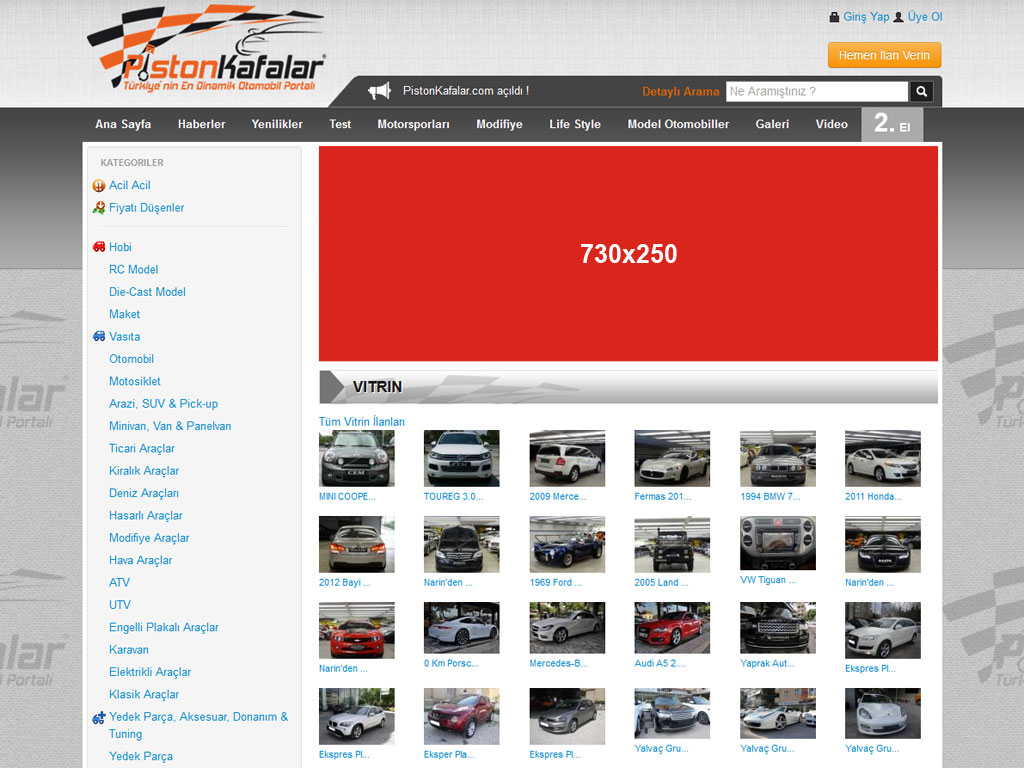 Giriş Yap Üye Ol
PistonKafalar
Türkiye'nin En Dinamik Otomobil Portalı
Hemen İlan Verin
PistonKafalar.com açıldı !
Detaylı Arama
Ne Aramıştınız ?
Ana Sayfa Haberler Yenilikler Test Motorsporları Modifiye Life Style Model Otomobiller Galeri Video 2. El
KATEGORILER
Acil Acil
Fiyatı Düşenler
Hobi
RC Model
Die-Cast Model
Maket
Vasıta
Otomobil
Motosiklet
Arazi, SUV & Pick-up
Minivan, Van & Panelvan
Ticari Araçlar
Kiralık Araçlar
Deniz Araçları
Hasarlı Araçlar
Modifiye Araçlar
Hava Araçlar
ATV
UTV
Engelli Plakalı Araçlar
Karavan
Elektrikli Araçlar
Klasik Araçlar
Yedek Parça, Aksesuar, Donanım &
Tuning
Yedek Parça
730x250
VITRIN
Tüm Vitrin İlanları
MINI COOPE... TOUREG 3.0... 2009 Merce... Fermas 201... 1994 BMW 7... 2011 Honda...
2012 Bayi ... Narin'den ... 1969 Ford ... 2005 Land ... VW Tiguan ... Narin'den ...
Narin'den ... 0 Km Porsc... Mercedes-B... Audi A5 2.... Yaprak Aut... Ekspres Pl...
Ekspres Pl... Eksper Pla... Ekspres Pl... Yalvaç Gru... Yalvaç Gru... Yalvaç Gru...